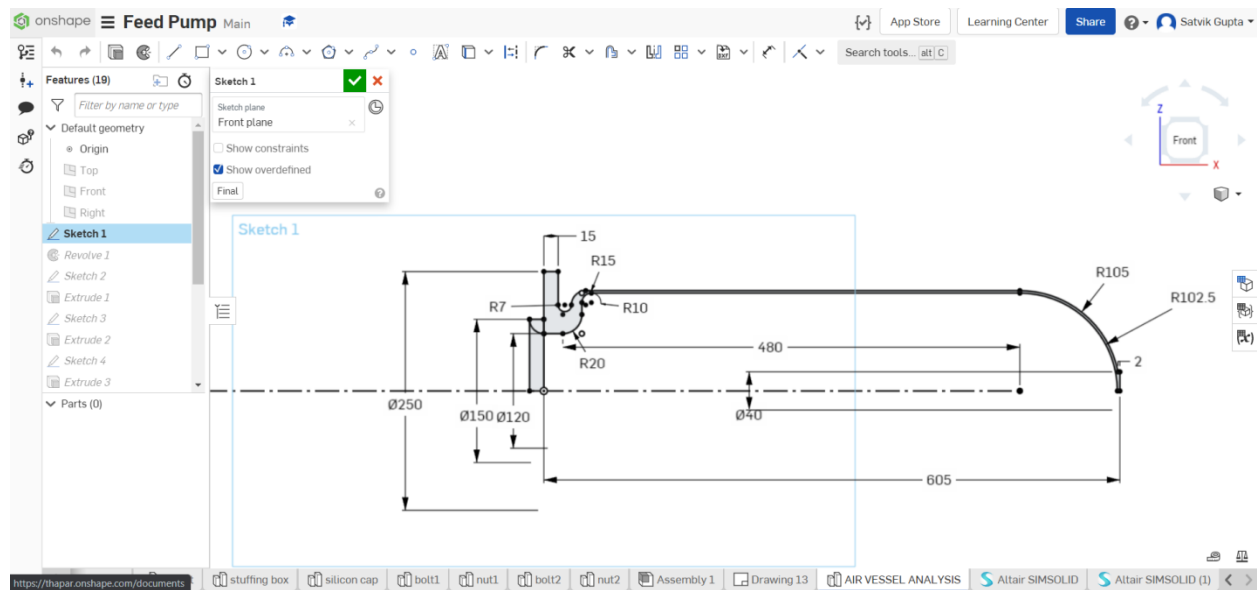 onshape Feed Pump Main App Store Learning Center Share Satvik Gupta
Search tools... alt C
Features (19)
Filter by name or type
Default geometry
Origin
Top
Front
Right
Sketch 1
Revolve 1
Sketch 2
Extrude 1
Sketch 3
Extrude 2
Sketch 4
Extrude 3
Parts (0)
Sketch 1
Sketch plane
Front plane
Show constraints
Show overdefined
Final
Z
Front
X
Sketch 1
15
R15
R105
R7
R10
R102.5
480
R20
2
Ø250
Ø150
Ø120
Ø40
605
https://thapar.onshape.com/documents
stuffing box silicon cap bolt1 nut1 bolt2 nut2 Assembly 1 Drawing 13 AIR VESSEL ANALYSIS Altair SIMSOLID Altair SIMSOLID (1)